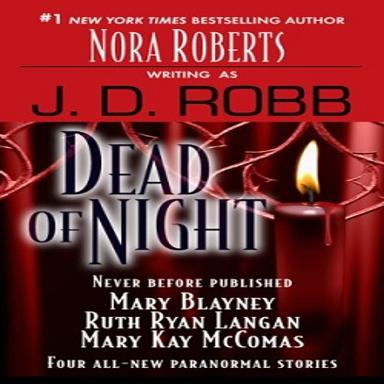 #1 NEW YORK TIMES BESTSELLING AUTHOR
NORA ROBERTS
WRITING AS
J. D. ROBB
DEAD
OF NIGHT
NEVER BEFORE PUBLISHED
MARY BLAYNEY
RUTH RYAN LANGAN
MARY KAY MCCOMAS
FOUR ALL-NEW PARANORMAL STORIES